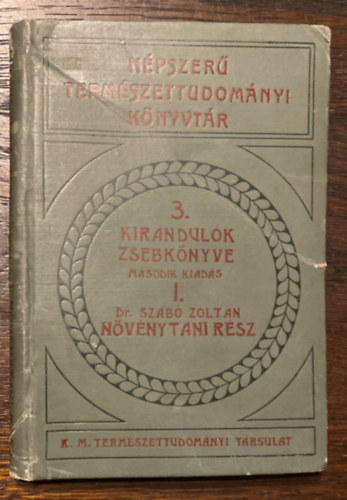 NÉPSZERŰ
TERMÉSZETTUDOMÁNYI
KÖNYVTÁR
3.
KIRÁNDULÓK
ZSEBKÖNYVE
MÁSODIK KIADÁS
I.
Dr. SZABÓ ZOLTÁN
NÖVÉNYTANI RÉSZ
K. M. TERMÉSZETTUDOMÁNYI TÁRSULAT